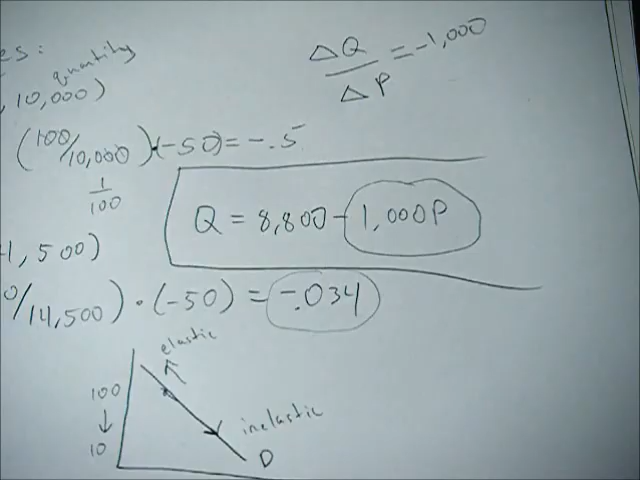 es:
quantity
, 10,000)
ΔQ/ΔP = -1,000
(100/10,000)·(-50) = -.5
1/100
Q = 8,800 - 1,000P
1,500)
0/14,500) · (-50) = -.034
elastic
100
↓
10
inelastic
D